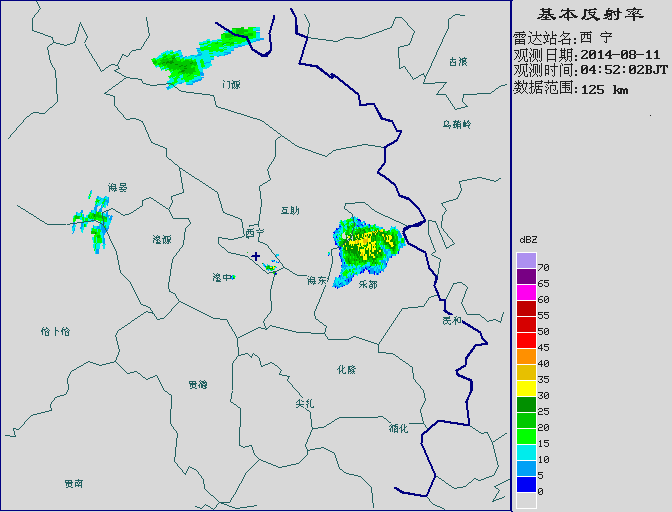 基本反射率
雷达站名:西 宁
观测日期:2014-08-11
观测时间:04:52:02BJT
数据范围:125 km
门源
古浪
乌鞘岭
海晏
互助
湟源
西宁
湟中
海东
乐都
民和
恰卜恰
化隆
贵德
尖扎
循化
贵南
dBZ
70
65
60
55
50
45
40
35
30
25
20
15
10
5
0